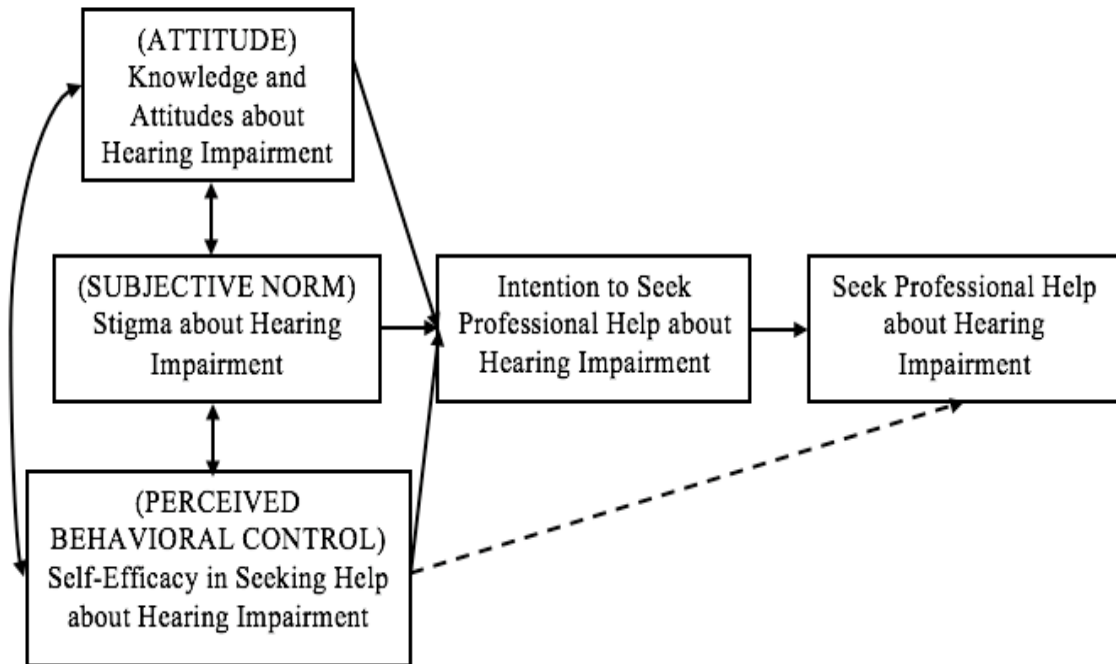 (ATTITUDE)
Knowledge and
Attitudes about
Hearing Impairment
(SUBJECTIVE NORM)
Stigma about Hearing
Impairment
Intention to Seek
Professional Help about
Hearing Impairment
Seek Professional Help
about Hearing
Impairment
(PERCEIVED
BEHAVIORAL CONTROL)
Self-Efficacy in Seeking Help
about Hearing Impairment